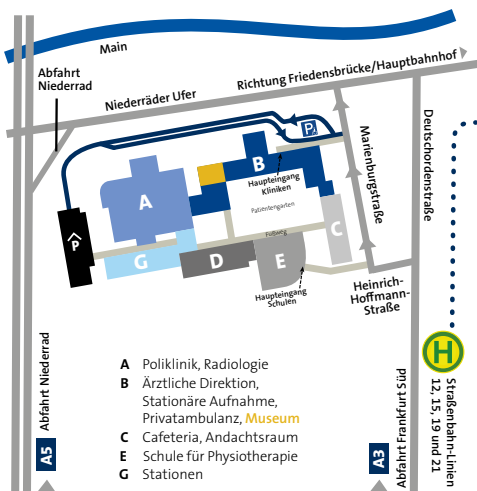 Main
Abfahrt
Niederrad
Niederräder Ufer
Richtung Friedensbrücke/Hauptbahnhof
P
Marienburgstraße
Deutschordenstraße
A
B
Haupteingang
Kliniken
Patientengarten
C
Fußweg
P
G
D
E
Haupteingang
Schulen
Heinrich-
Hoffmann-
Straße
H
Straßenbahn-Linien
12, 15, 19 und 21
A5 Abfahrt Niederrad
A3 Abfahrt Frankfurt Süd
A Poliklinik, Radiologie
B Ärztliche Direktion,
Stationäre Aufnahme,
Privatambulanz, Museum
C Cafeteria, Andachtsraum
E Schule für Physiotherapie
G Stationen